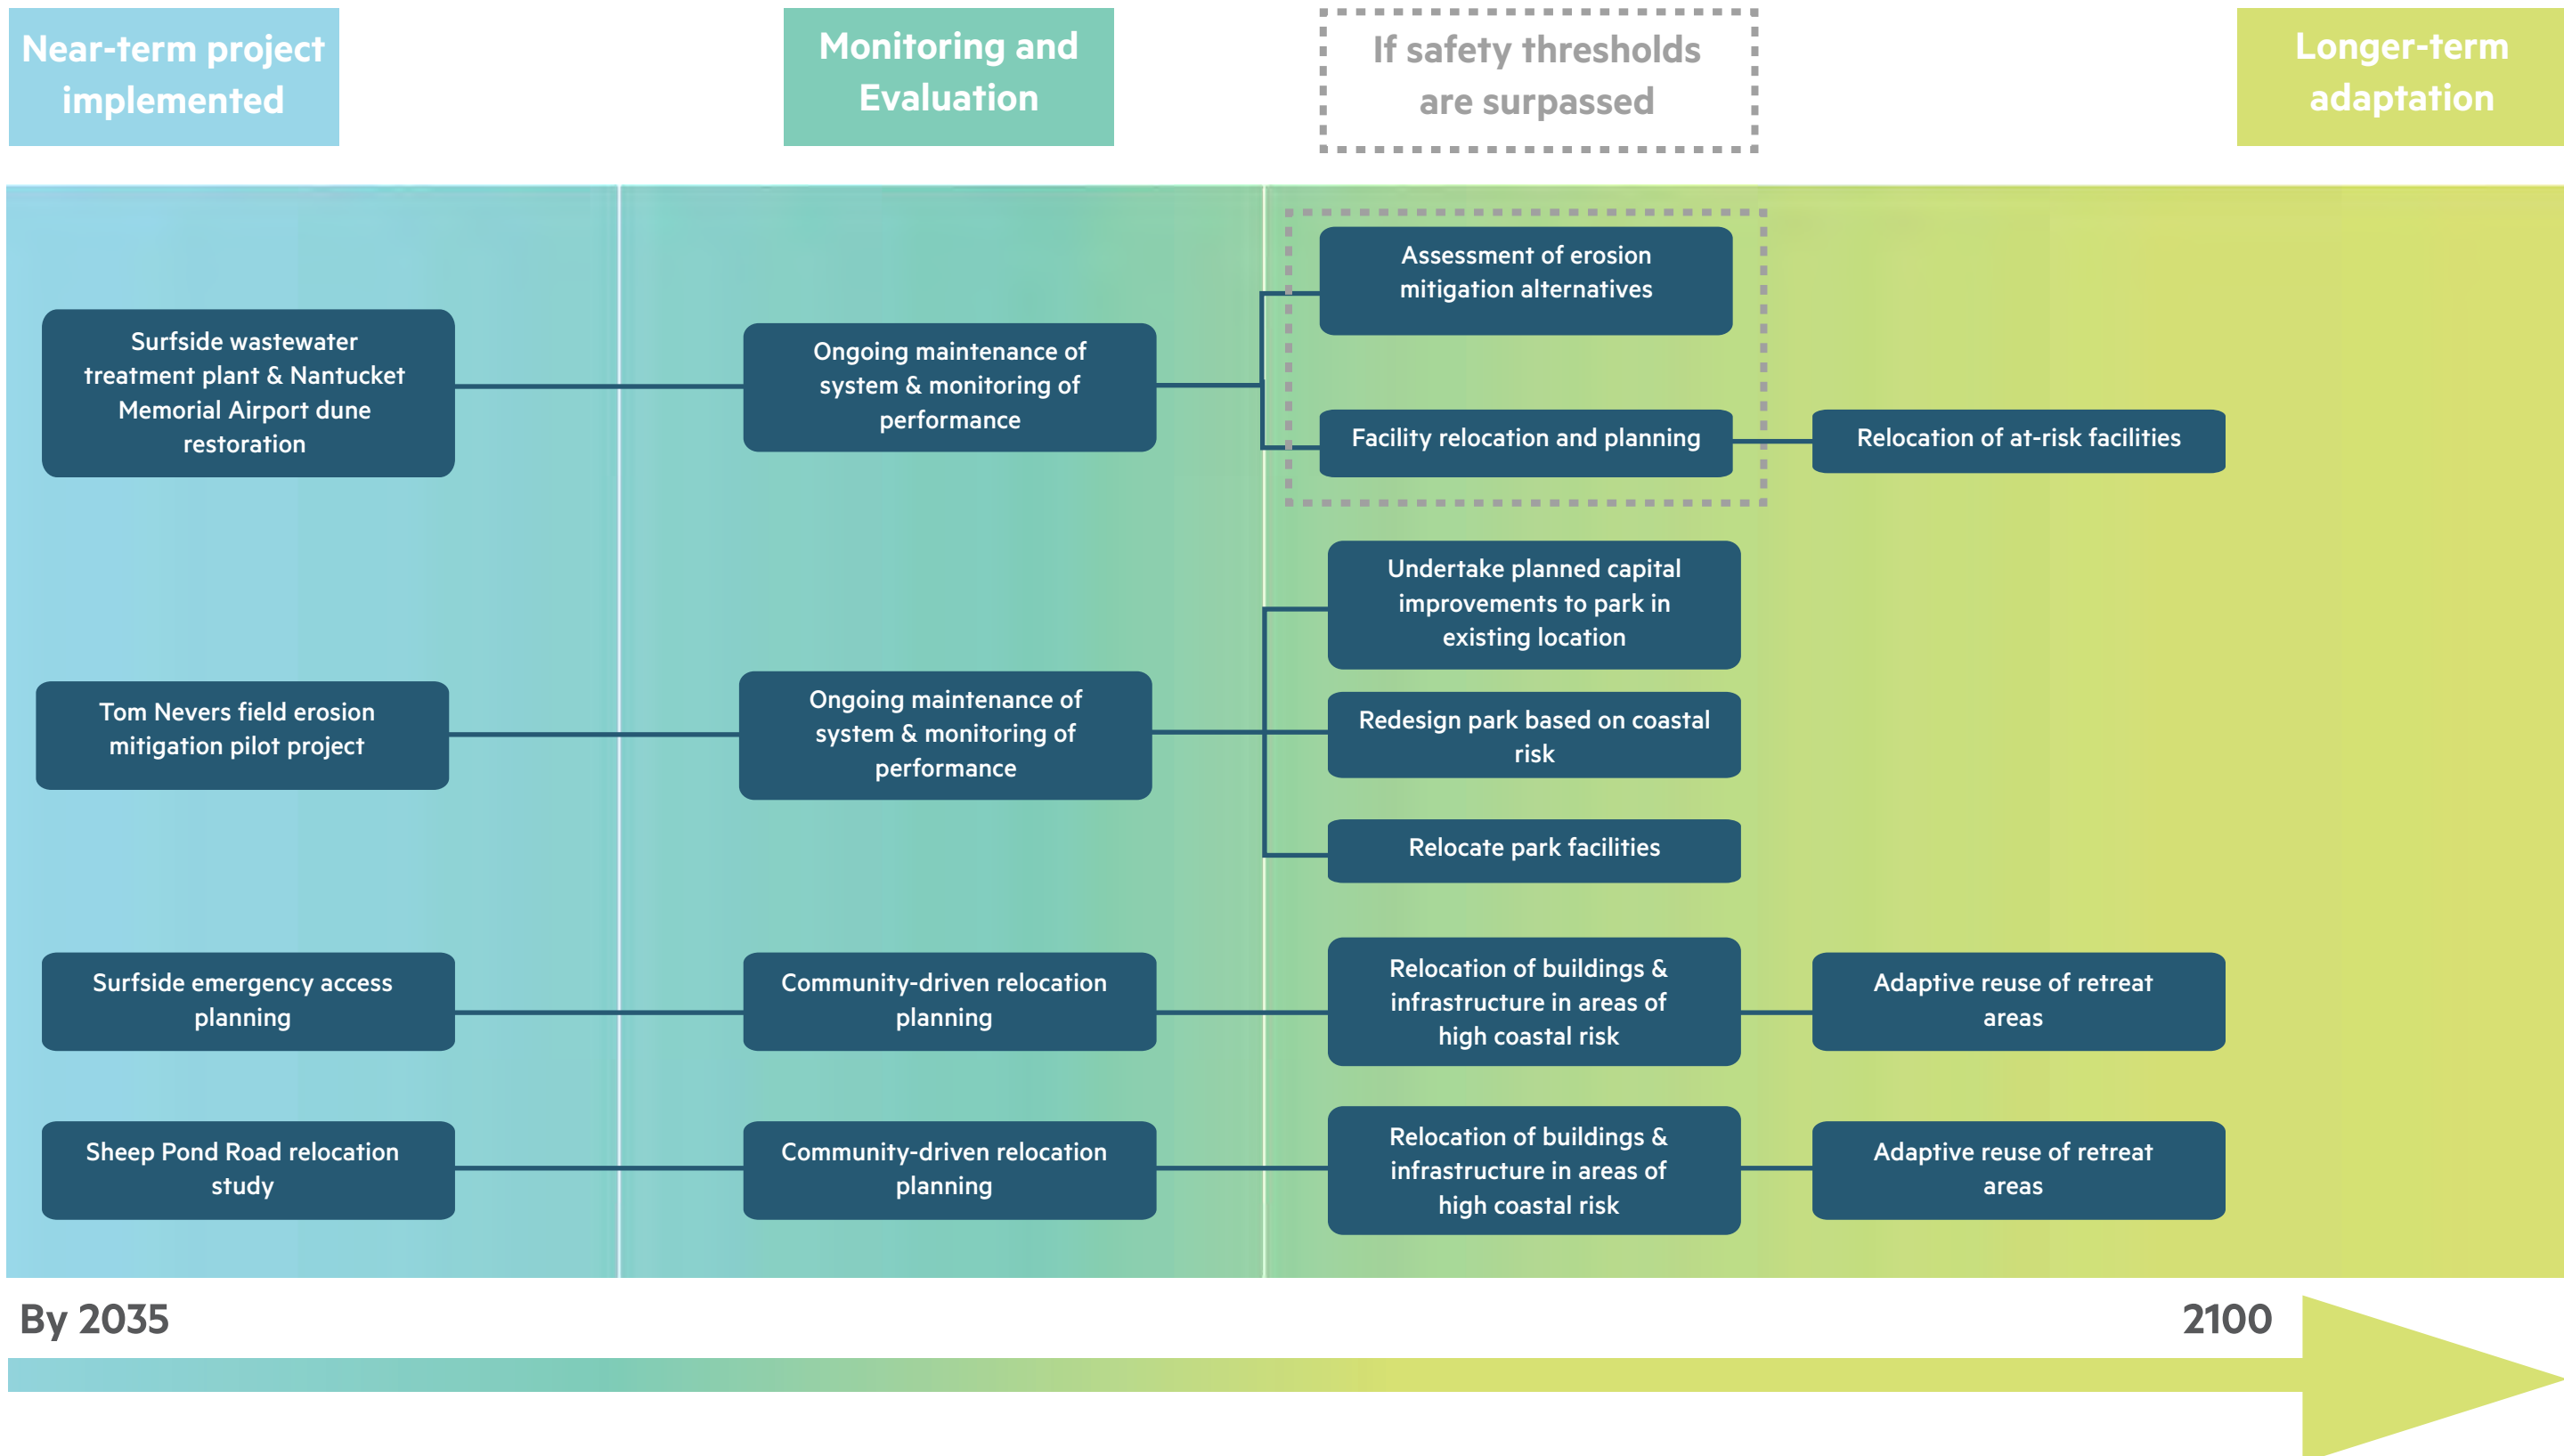 Near-term project
implemented
Monitoring and
Evaluation
If safety thresholds
are surpassed
Longer-term
adaptation
Surfside wastewater
treatment plant & Nantucket
Memorial Airport dune
restoration
Ongoing maintenance of
system & monitoring of
performance
Assessment of erosion
mitigation alternatives
Facility relocation and planning
Relocation of at-risk facilities
Tom Nevers field erosion
mitigation pilot project
Ongoing maintenance of
system & monitoring of
performance
Undertake planned capital
improvements to park in
existing location
Redesign park based on coastal
risk
Relocate park facilities
Surfside emergency access
planning
Community-driven relocation
planning
Relocation of buildings &
infrastructure in areas of
high coastal risk
Adaptive reuse of retreat
areas
Sheep Pond Road relocation
study
Community-driven relocation
planning
Relocation of buildings &
infrastructure in areas of
high coastal risk
Adaptive reuse of retreat
areas
By 2035
2100